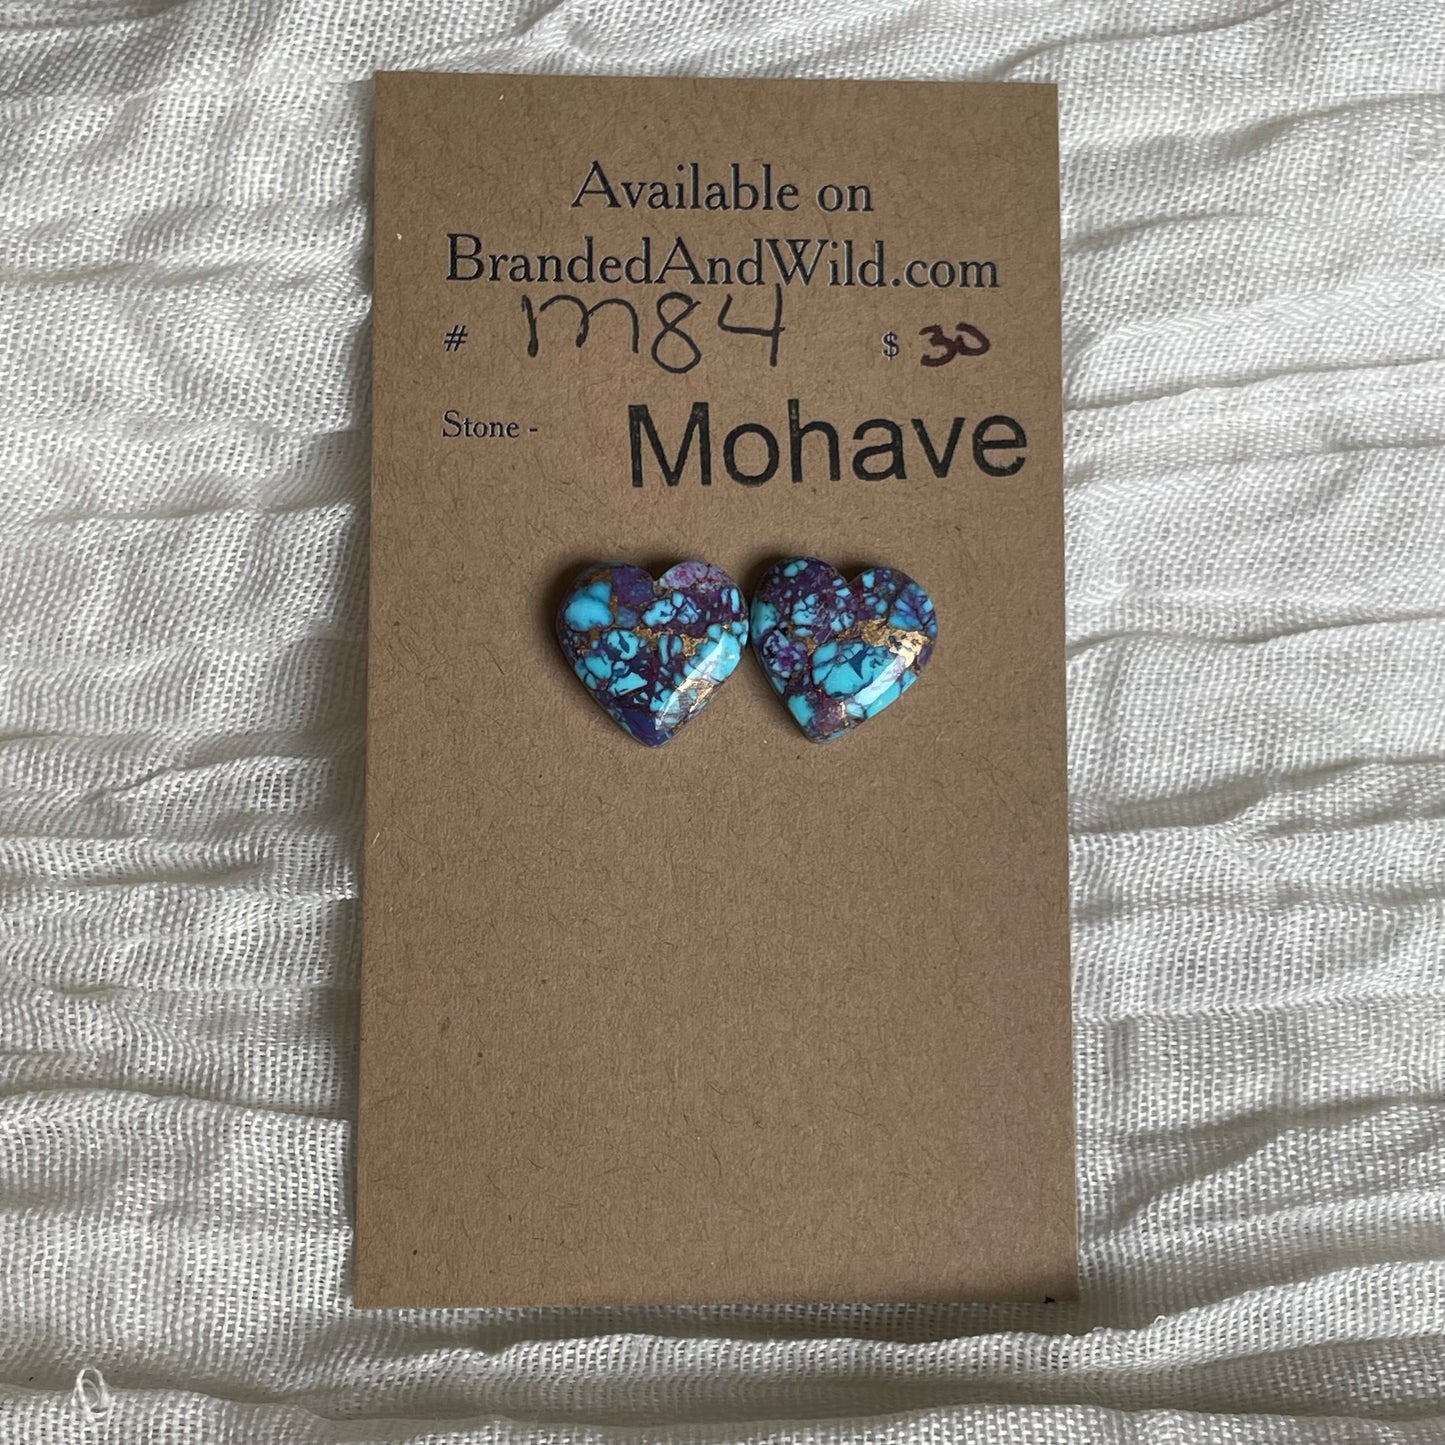 Available on
BrandedAndWild.com
# M84 $ 30
Stone - Mohave